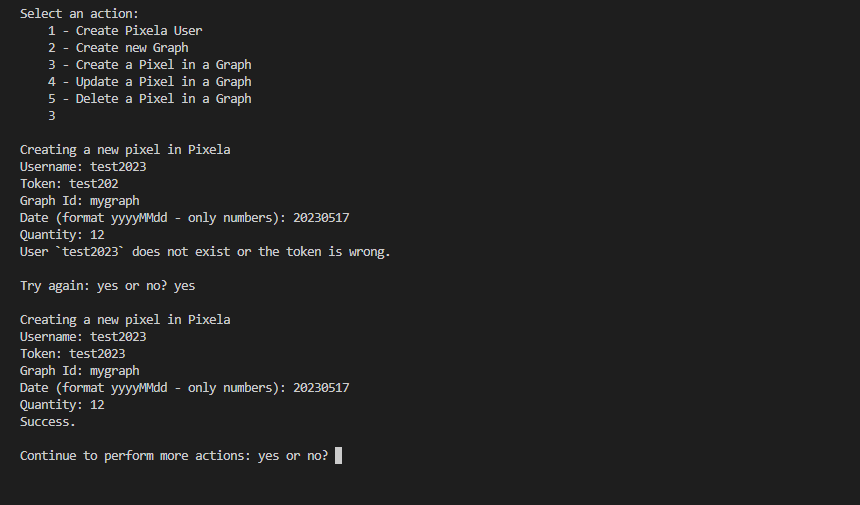 Select an action:
1 - Create Pixela User
2 - Create new Graph
3 - Create a Pixel in a Graph
4 - Update a Pixel in a Graph
5 - Delete a Pixel in a Graph
3
Creating a new pixel in Pixela
Username: test2023
Token: test202
Graph Id: mygraph
Date (format yyyyMMdd - only numbers): 20230517
Quantity: 12
User `test2023` does not exist or the token is wrong.
Try again: yes or no? yes
Creating a new pixel in Pixela
Username: test2023
Token: test2023
Graph Id: mygraph
Date (format yyyyMMdd - only numbers): 20230517
Quantity: 12
Success.
Continue to perform more actions: yes or no?